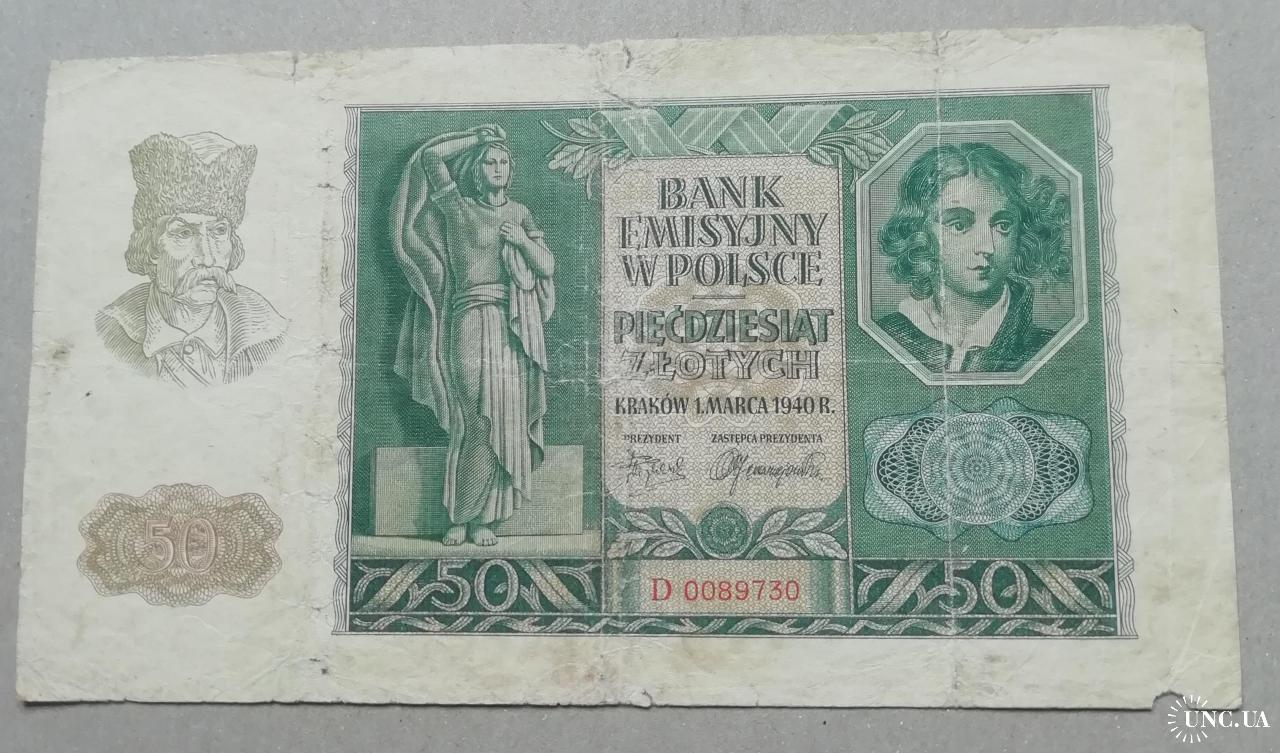 BANK
EMISYJNY
W POLSCE
PIĘĆDZIESIĄT
ZŁOTYCH
KRAKÓW 1. MARCA 1940 R.
PREZYDENT ZASTĘPCA PREZYDENTA
50
50
D 0089730
50
UNC.UA